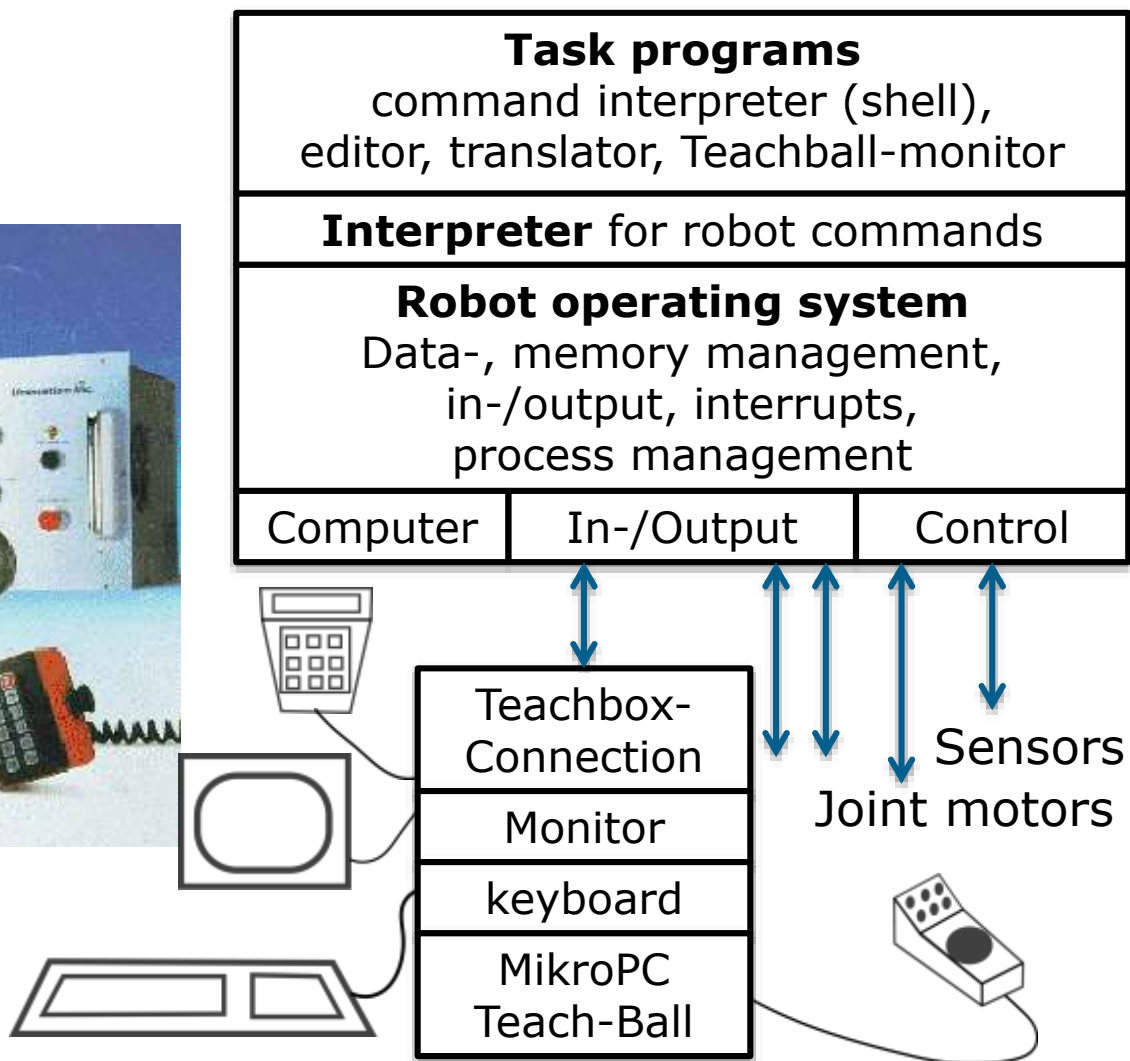 Task programs
command interpreter (shell),
editor, translator, Teachball-monitor
Interpreter for robot commands
Robot operating system
Data-, memory management,
in-/output, interrupts,
process management
Computer
In-/Output
Control
Teachbox-
Connection
Monitor
keyboard
MikroPC
Teach-Ball
Sensors
Joint motors